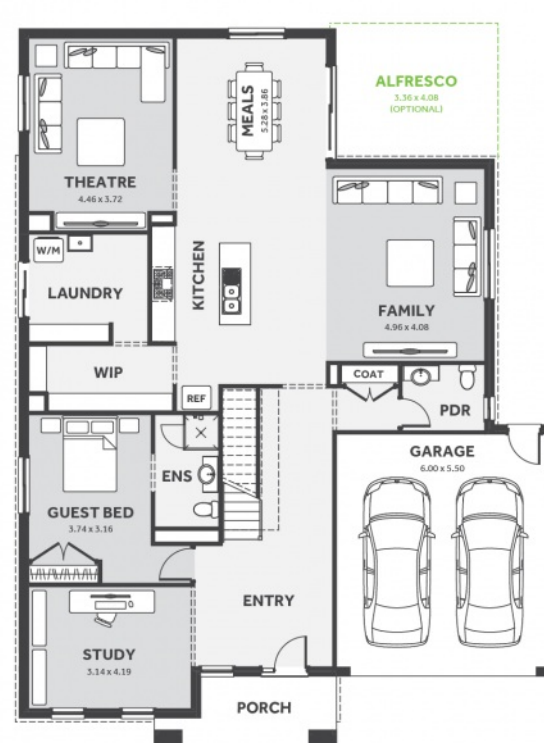 ALFRESCO
3.36 x 4.08
(OPTIONAL)
MEALS
5.28 x 3.86
THEATRE
4.46 x 3.72
W/M
LAUNDRY
KITCHEN
FAMILY
4.96 x 4.08
WIP
COAT
REF
PDR
GARAGE
6.00 x 5.50
ENS
GUEST BED
3.74 x 3.16
ENTRY
STUDY
3.14 x 4.19
PORCH